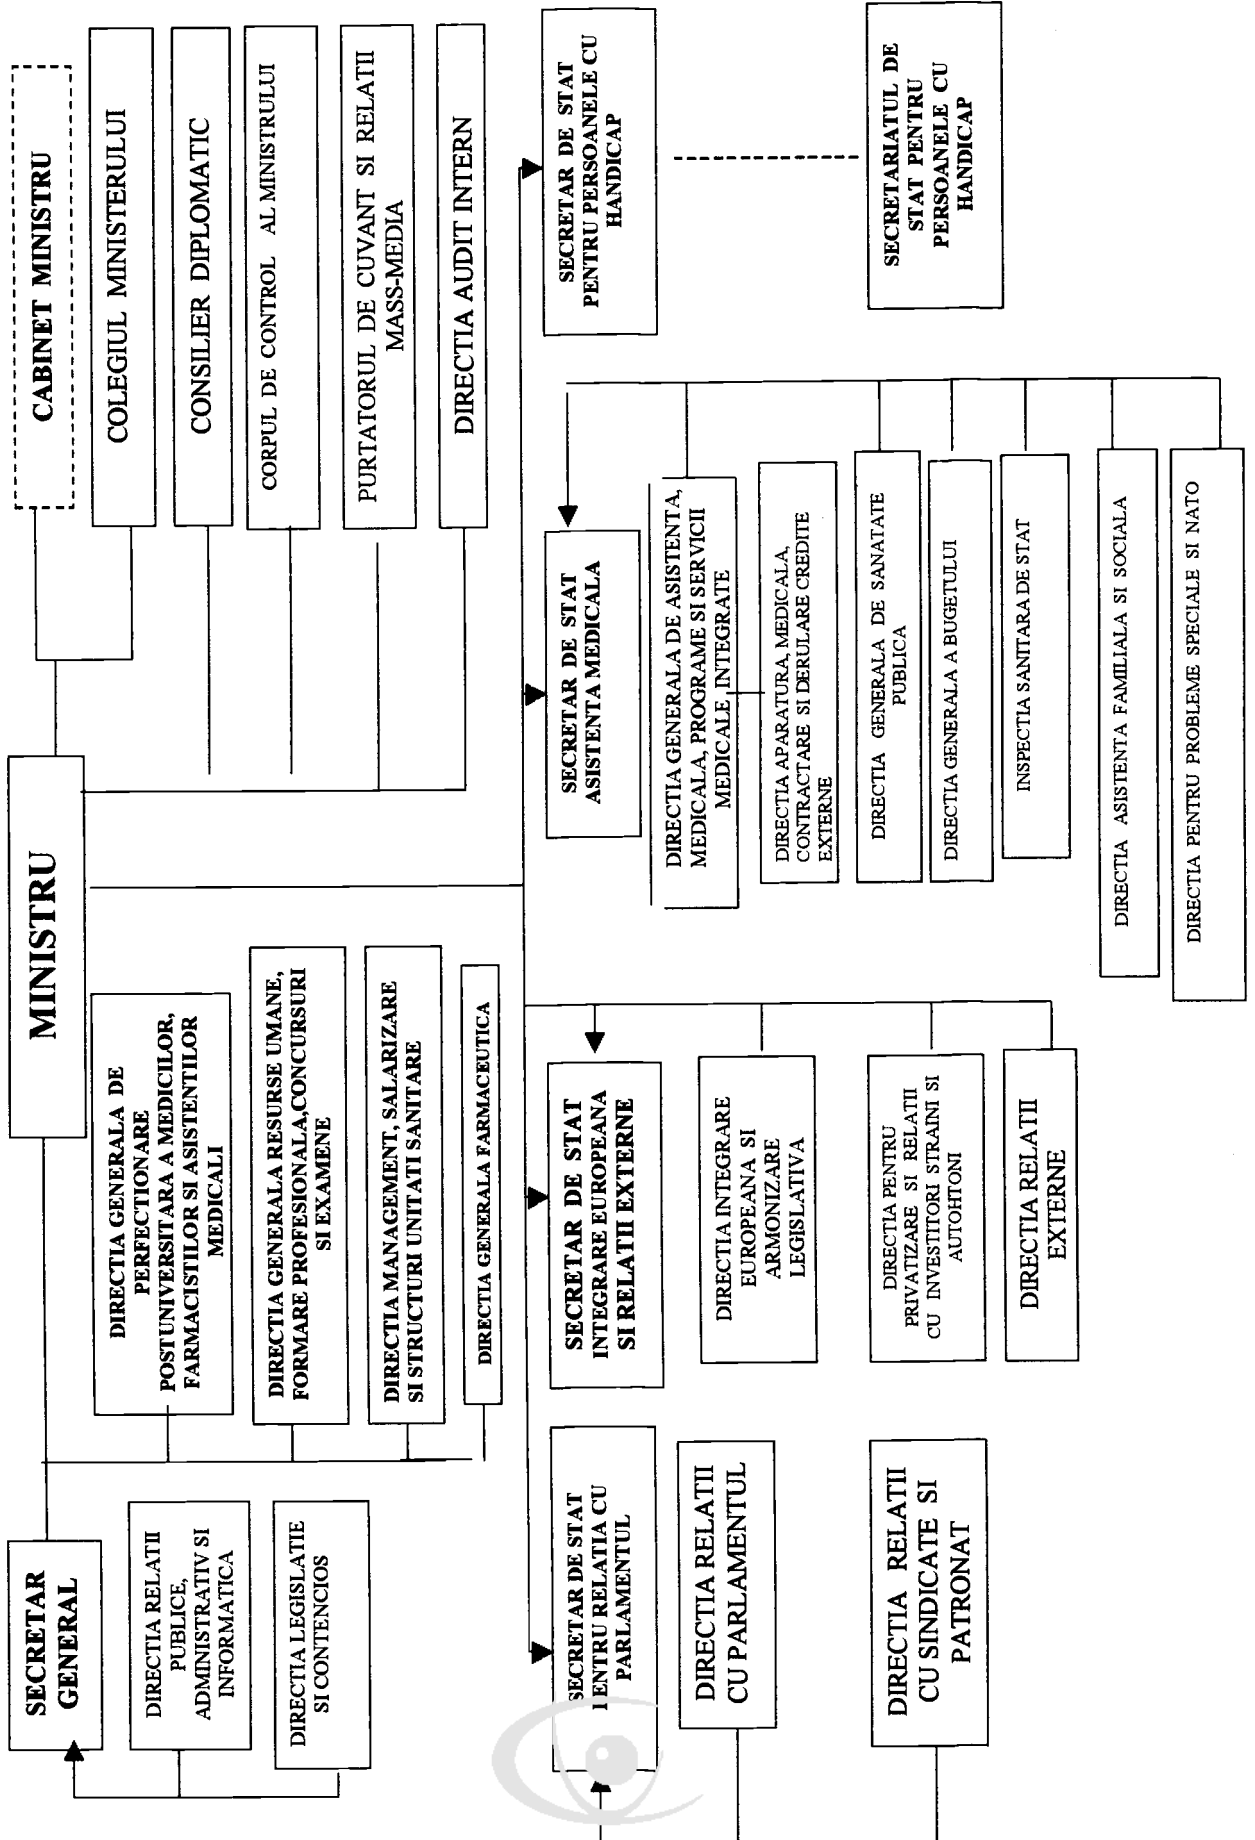 MINISTRU
CABINET MINISTRU
COLEGIUL MINISTERULUI
CONSILIER DIPLOMATIC
CORPUL DE CONTROL AL MINISTRULUI
PURTATORUL DE CUVANT SI RELATII
MASS-MEDIA
DIRECTIA AUDIT INTERN
SECRETAR
GENERAL
DIRECTIA RELATII
PUBLICE,
ADMINISTRATIV SI
INFORMATICA
DIRECTIA LEGISLATIE
SI CONTENCIOS
DIRECTIA GENERALA DE
PERFECTIONARE
POSTUNIVERSITARA A MEDICILOR,
FARMACISTILOR SI ASISTENTILOR
MEDICALI
DIRECTIA GENERALA RESURSE UMANE,
FORMARE PROFESIONALA,CONCURSURI
SI EXAMENE
DIRECTIA MANAGEMENT, SALARIZARE
SI STRUCTURI UNITATI SANITARE
DIRECTIA GENERALA FARMACEUTICA
SECRETAR DE STAT
PENTRU RELATIA CU
PARLAMENTUL
DIRECTIA RELATII
CU PARLAMENTUL
DIRECTIA RELATII
CU SINDICATE SI
PATRONAT
SECRETAR DE STAT
INTEGRARE EUROPEANA
SI RELATII EXTERNE
DIRECTIA INTEGRARE
EUROPEANA SI
ARMONIZARE
LEGISLATIVA
DIRECTIA PENTRU
PRIVATIZARE SI RELATII
CU INVESTITORI STRAINI SI
AUTOHTONI
DIRECTIA RELATII
EXTERNE
SECRETAR DE STAT
ASISTENTA MEDICALA
DIRECTIA GENERALA DE ASISTENTA,
MEDICALA, PROGRAME SI SERVICII
MEDICALE, INTEGRATE
DIRECTIA APARATURA, MEDICALA,
CONTRACTARE SI DERULARE CREDITE
EXTERNE
DIRECTIA GENERALA DE SANATATE
PUBLICA
DIRECTIA GENERALA A BUGETULUI
INSPECTIA SANITARA DE STAT
DIRECTIA ASISTENTA FAMILIALA SI SOCIALA
DIRECTIA PENTRU PROBLEME SPECIALE SI NATO
SECRETAR DE STAT
PENTRU PERSOANELE CU
HANDICAP
SECRETARIATUL DE
STAT PENTRU
PERSOANELE CU
HANDICAP